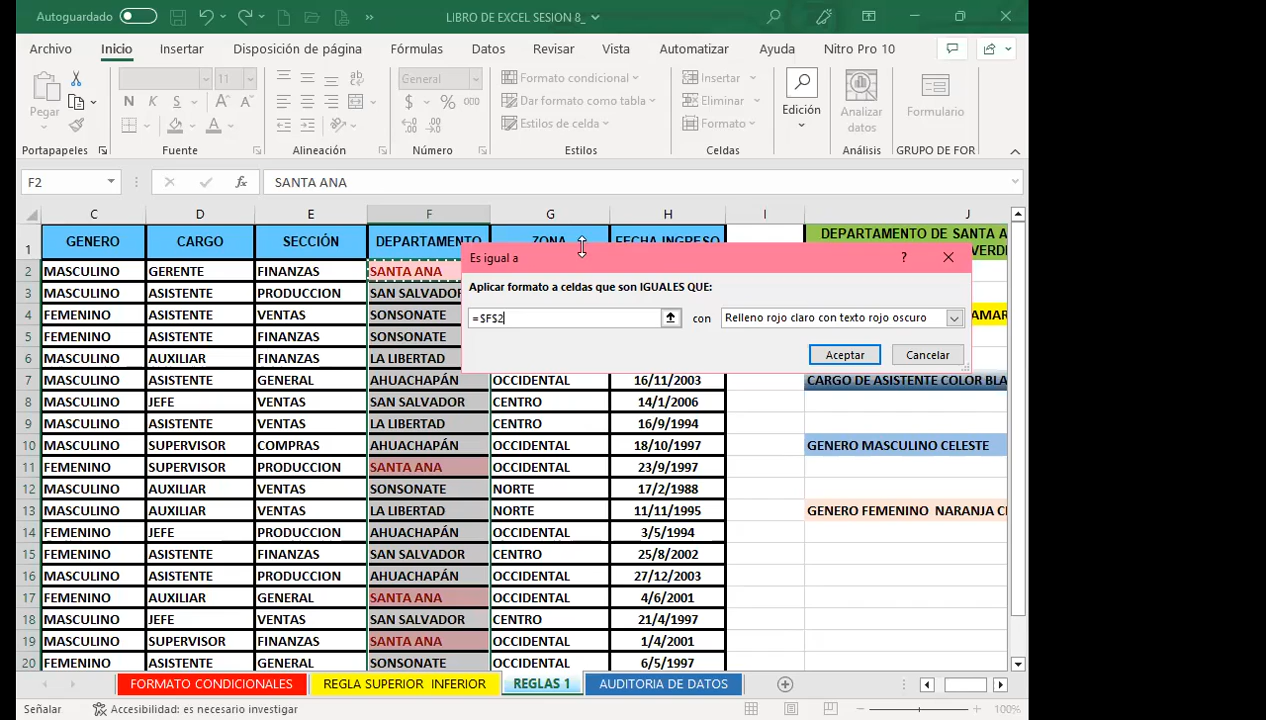 Autoguardado LIBRO DE EXCEL SESION 8_
Archivo Inicio Insertar Disposición de página Fórmulas Datos Revisar Vista Automatizar Ayuda Nitro Pro 10
Pegar
N K S
11
General
$ % 000
Formato condicional
Dar formato como tabla
Estilos de celda
Insertar
Eliminar
Formato
Edición
Analizar datos
Formulario
Portapapeles Fuente Alineación Número Estilos Celdas Análisis GRUPO DE FOR
F2 fx SANTA ANA
C D E F G H I J
1 GENERO CARGO SECCIÓN DEPARTAMENTO ZONA FECHA INGRESO DEPARTAMENTO DE SANTA A
VERD
2 MASCULINO GERENTE FINANZAS SANTA ANA
3 MASCULINO ASISTENTE PRODUCCION SAN SALVADOR
4 FEMENINO ASISTENTE VENTAS SONSONATE AMAR
5 FEMENINO ASISTENTE VENTAS SONSONATE
6 MASCULINO AUXILIAR FINANZAS LA LIBERTAD
7 MASCULINO ASISTENTE GENERAL AHUACHAPÁN OCCIDENTAL 16/11/2003 CARGO DE ASISTENTE COLOR BLA
8 MASCULINO JEFE VENTAS SAN SALVADOR CENTRO 14/1/2006
9 MASCULINO ASISTENTE VENTAS LA LIBERTAD CENTRO 16/9/1994
10 MASCULINO SUPERVISOR COMPRAS AHUACHAPÁN OCCIDENTAL 18/10/1997 GENERO MASCULINO CELESTE
11 FEMENINO SUPERVISOR PRODUCCION SANTA ANA OCCIDENTAL 23/9/1997
12 MASCULINO AUXILIAR VENTAS SONSONATE NORTE 17/2/1988
13 MASCULINO AUXILIAR VENTAS LA LIBERTAD NORTE 11/11/1995 GENERO FEMENINO NARANJA C
14 FEMENINO JEFE PRODUCCION AHUACHAPÁN OCCIDENTAL 3/5/1994
15 FEMENINO ASISTENTE FINANZAS SAN SALVADOR CENTRO 25/8/2002
16 MASCULINO ASISTENTE PRODUCCION AHUACHAPÁN OCCIDENTAL 27/12/2003
17 FEMENINO AUXILIAR GENERAL SANTA ANA OCCIDENTAL 4/6/2001
18 MASCULINO JEFE VENTAS SAN SALVADOR CENTRO 21/4/1997
19 MASCULINO SUPERVISOR FINANZAS SANTA ANA OCCIDENTAL 1/4/2001
20 FEMENINO ASISTENTE GENERAL SONSONATE OCCIDENTAL 6/5/1997
Es igual a ?
Aplicar formato a celdas que son IGUALES QUE:
=$F$2 con Relleno rojo claro con texto rojo oscuro
Aceptar Cancelar
FORMATO CONDICIONALES REGLA SUPERIOR INFERIOR REGLAS 1 AUDITORIA DE DATOS
Señalar Accesibilidad: es necesario investigar 100%